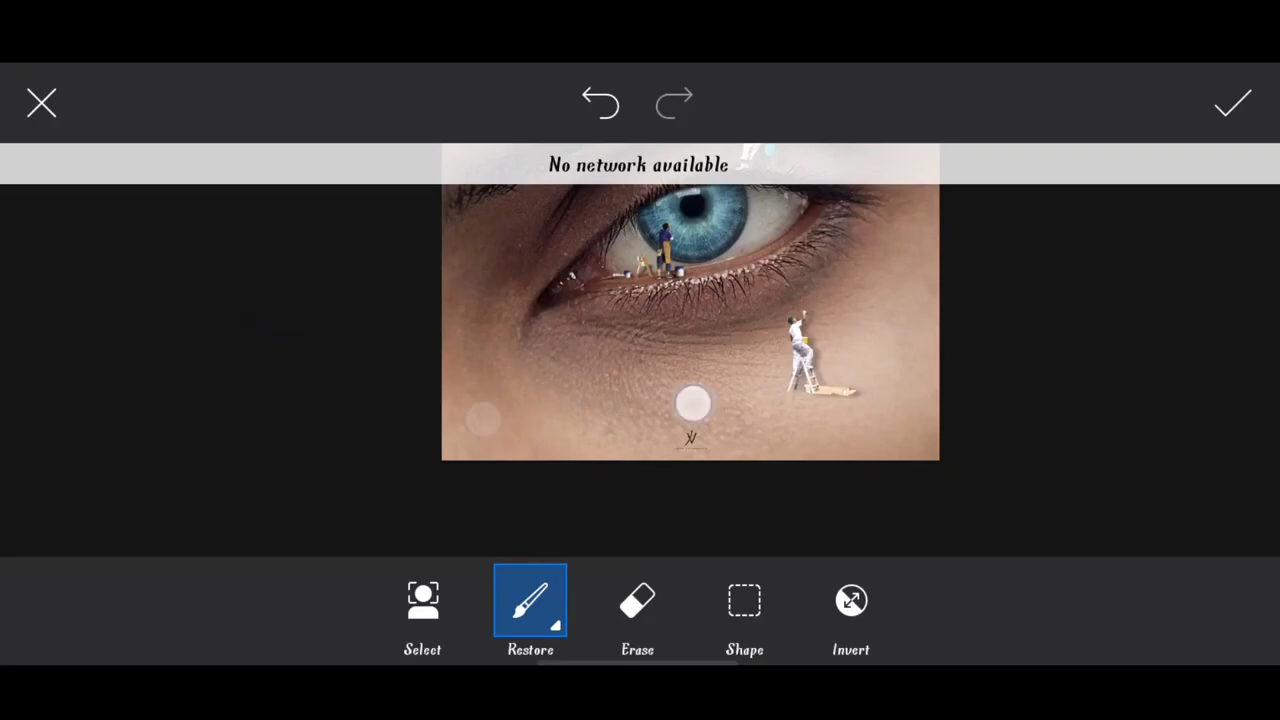 No network available
Select
Restore
Erase
Shape
Invert